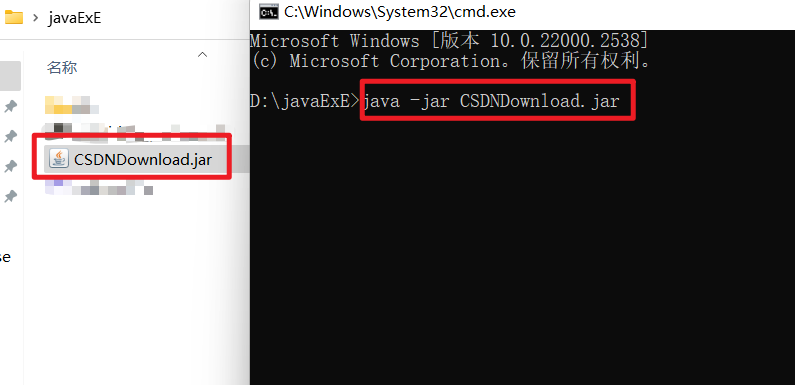 javaExE
名称
CSDNDownload.jar
se
C:\Windows\System32\cmd.exe
Microsoft Windows [版本 10.0.22000.2538]
(c) Microsoft Corporation。保留所有权利。
D:\javaExE>java -jar CSDNDownload.jar